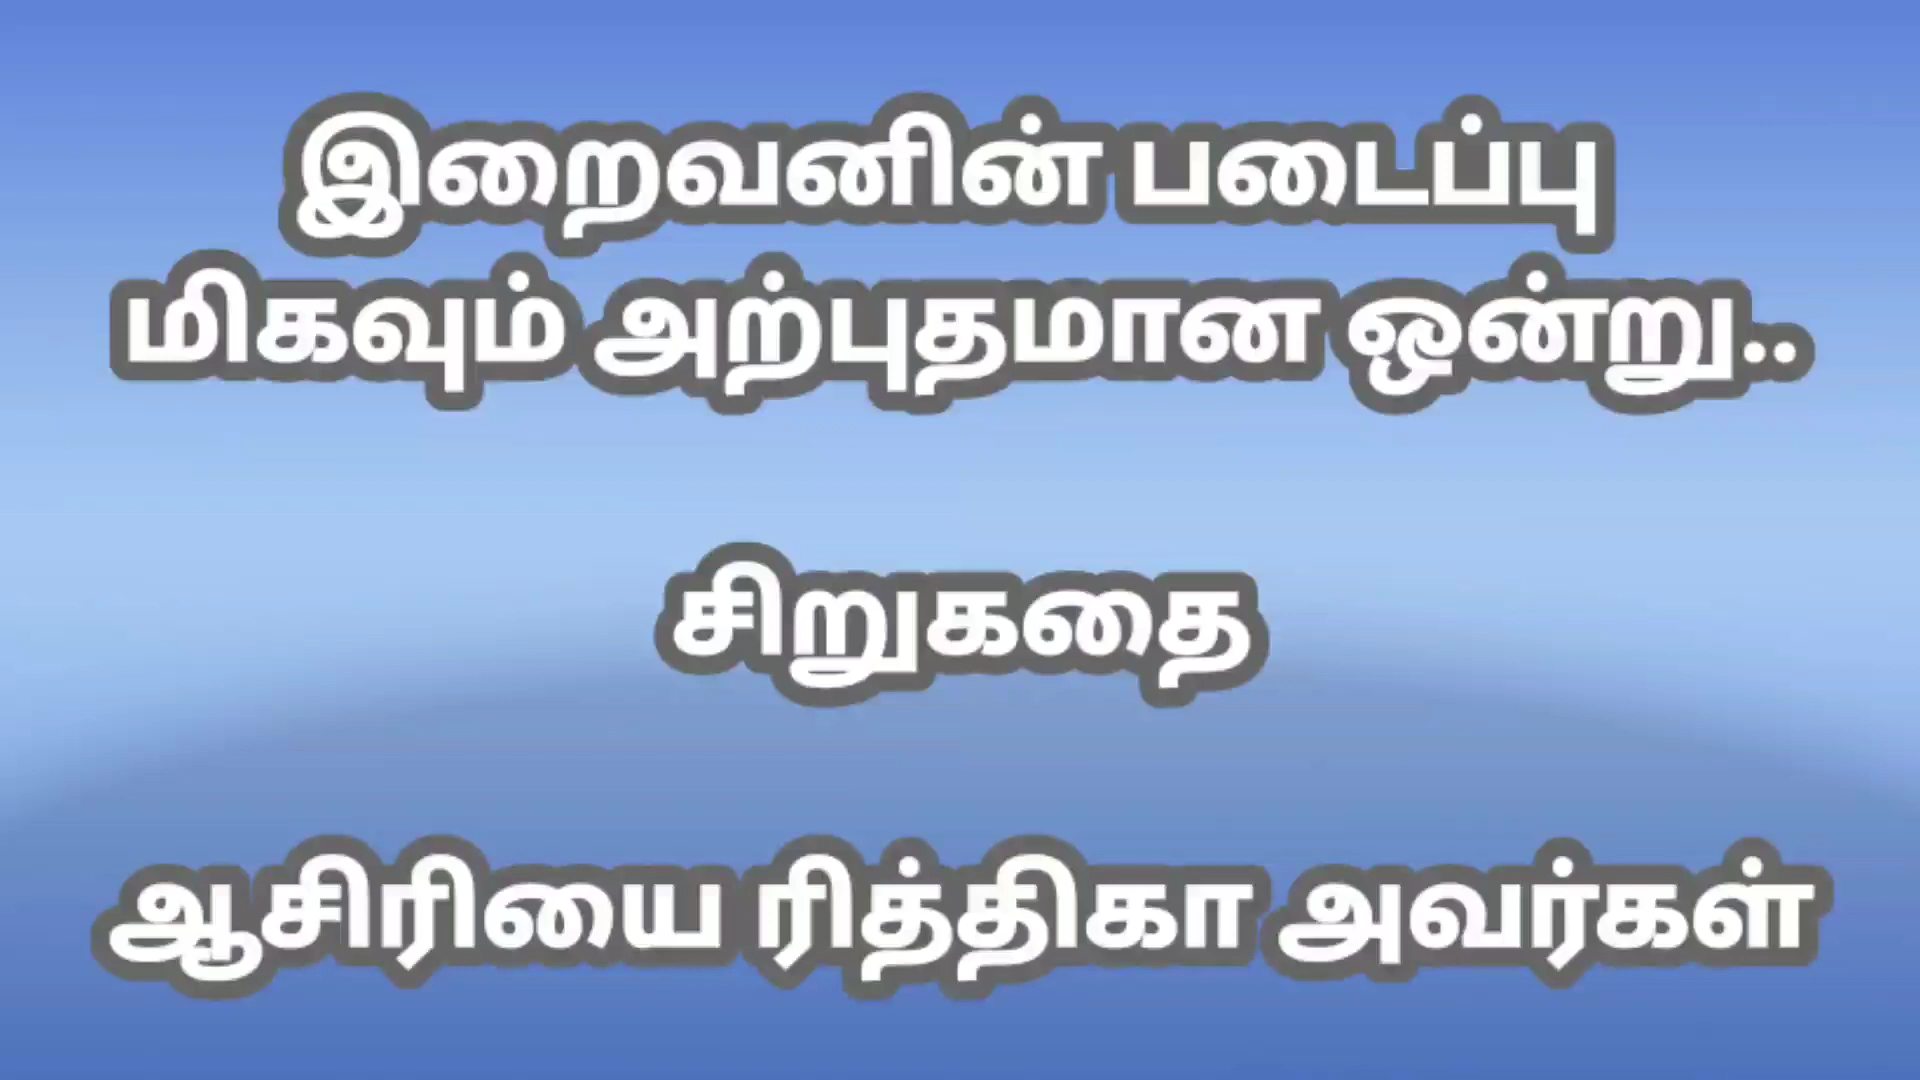 இறைவனின் படைப்பு
மிகவும் அற்புதமான ஒன்று..
சிறுகதை
ஆசிரியை ரித்திகா அவர்கள்